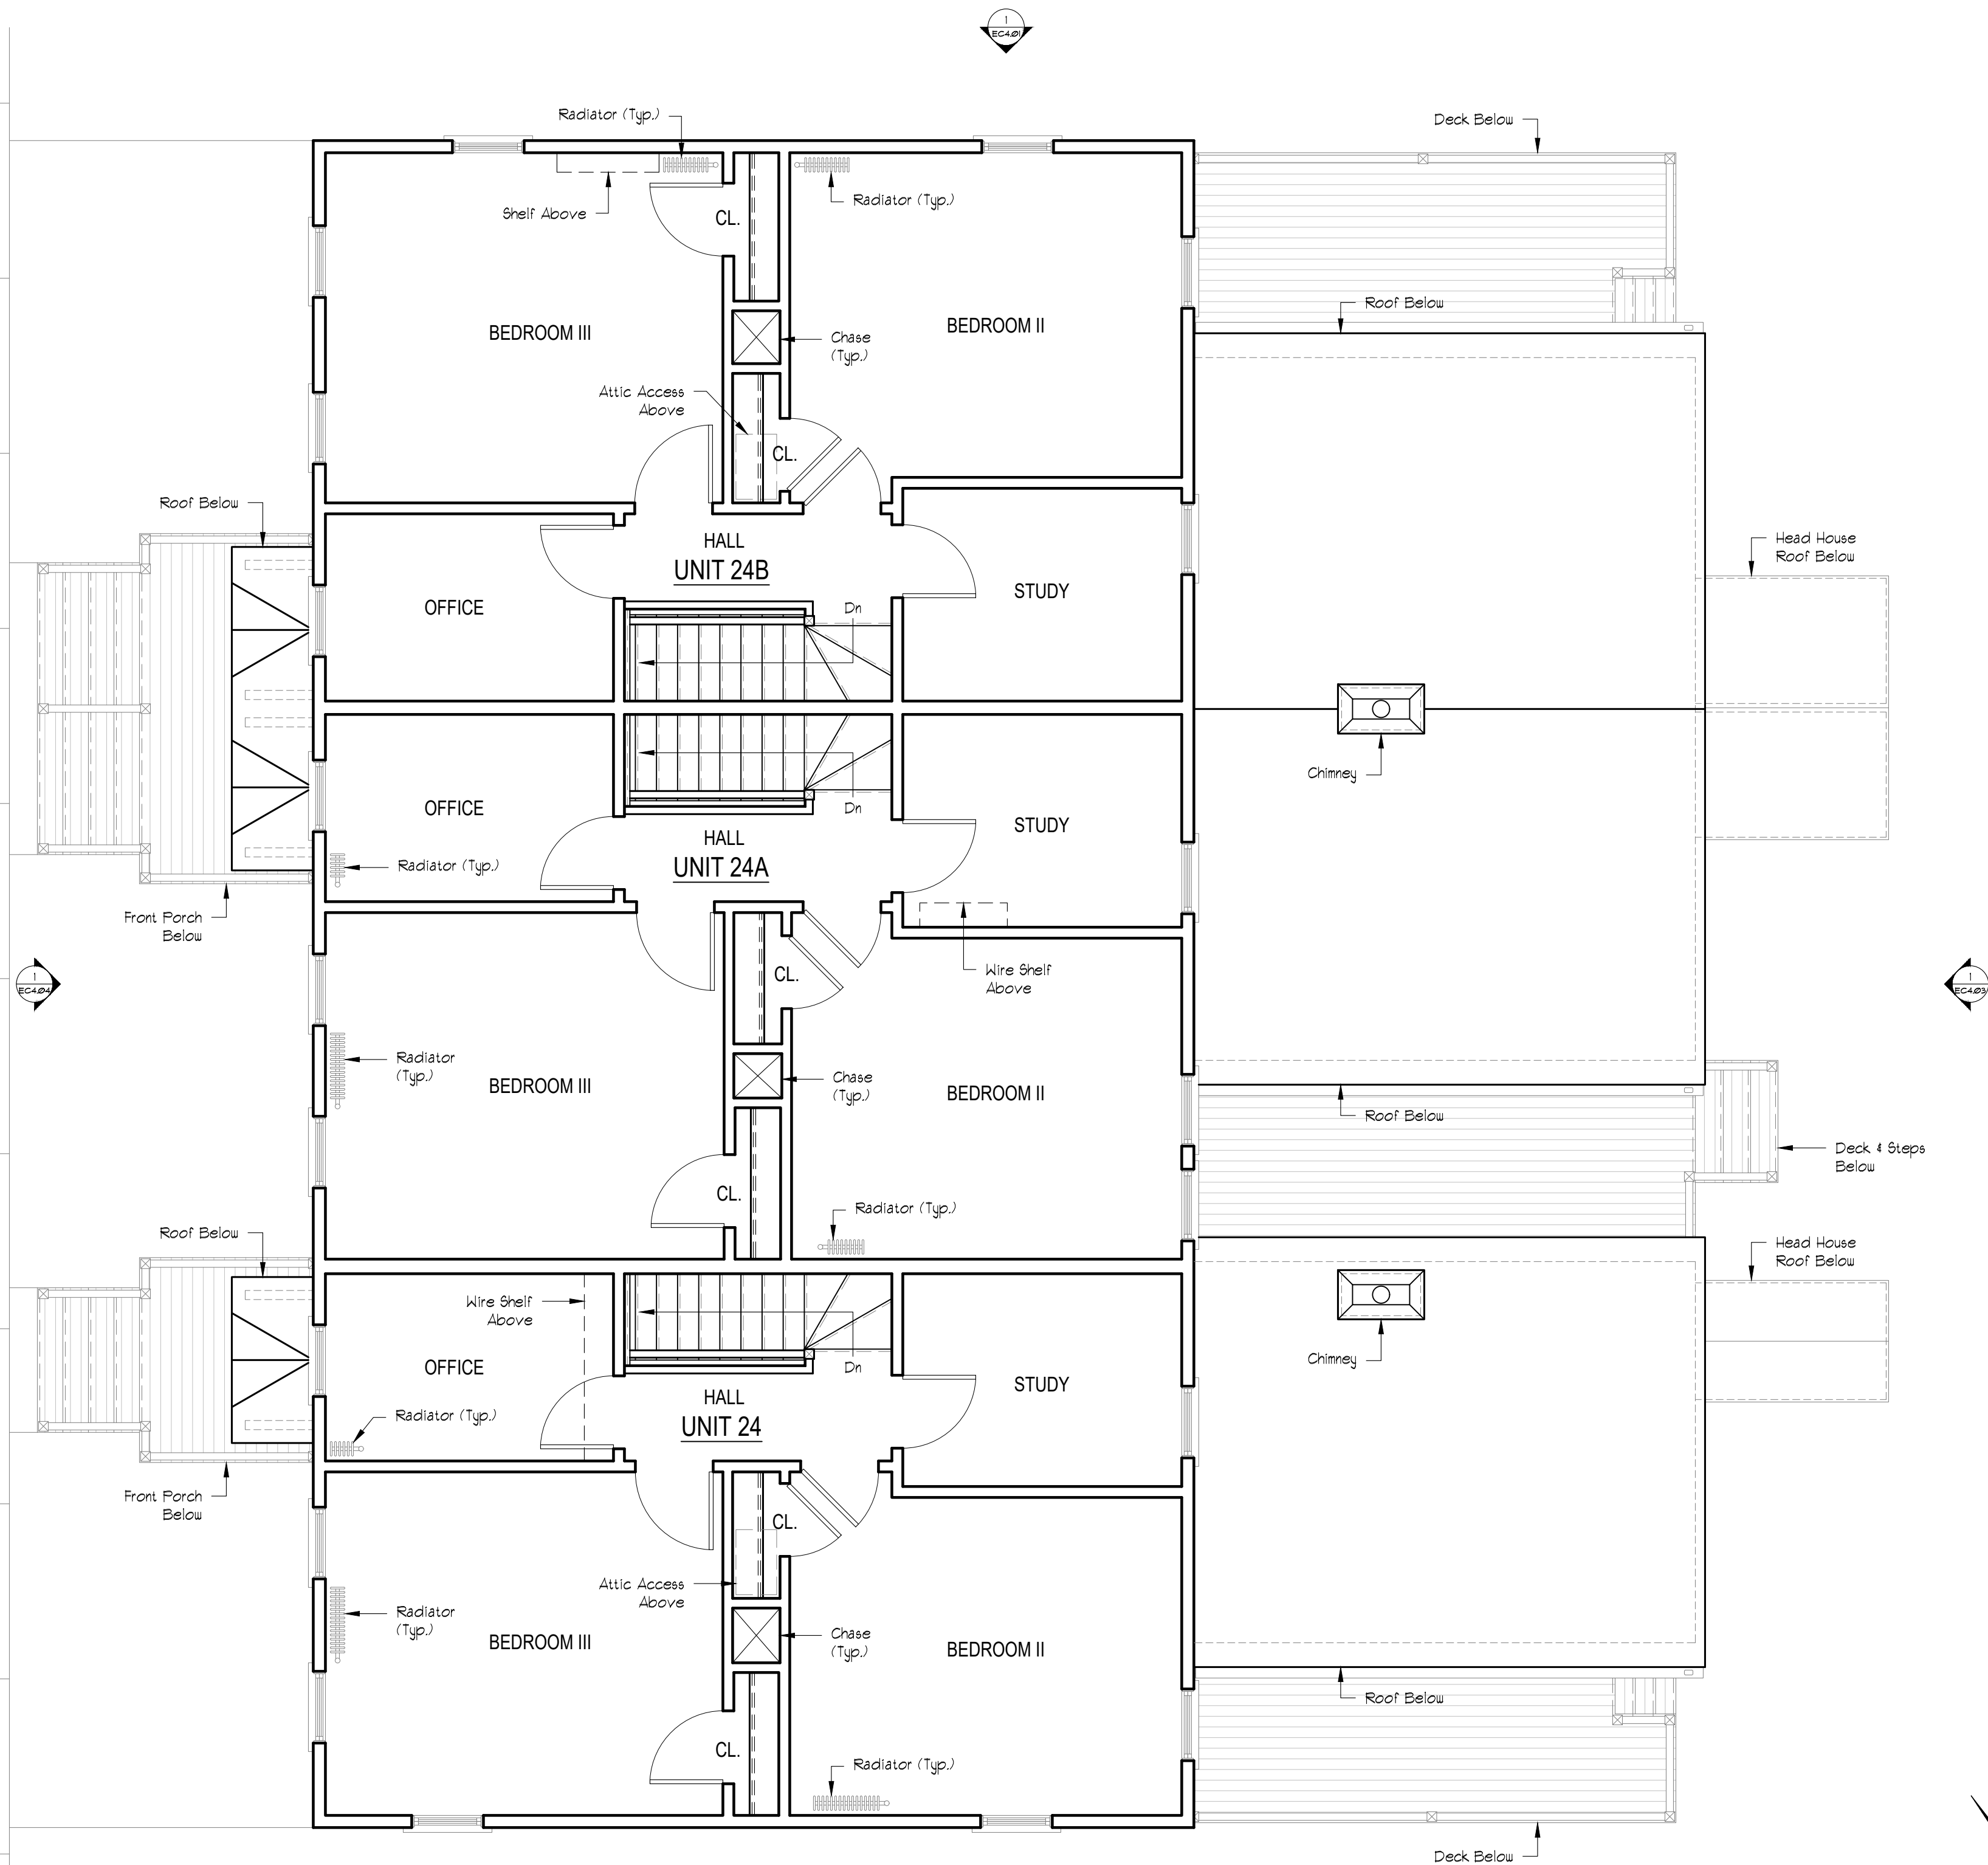 1
EC4.01
Radiator (Typ.)
Deck Below
Shelf Above
CL.
Radiator (Typ.)
BEDROOM III
Chase
(Typ.)
BEDROOM II
Roof Below
Attic Access
Above
CL.
Roof Below
HALL
UNIT 24B
Head House
Roof Below
OFFICE
Dn
STUDY
Chimney
OFFICE
Dn
HALL
UNIT 24A
STUDY
Radiator (Typ.)
Front Porch
Below
1
EC4.04
CL.
Wire Shelf
Above
1
EC4.03
Radiator
(Typ.)
BEDROOM III
Chase
(Typ.)
BEDROOM II
Roof Below
Deck & Steps
Below
CL.
Radiator (Typ.)
Roof Below
Head House
Roof Below
Wire Shelf
Above
OFFICE
Dn
Chimney
HALL
UNIT 24
STUDY
Radiator (Typ.)
Front Porch
Below
CL.
Attic Access
Above
Radiator
(Typ.)
BEDROOM III
Chase
(Typ.)
BEDROOM II
Roof Below
CL.
Radiator (Typ.)
Deck Below